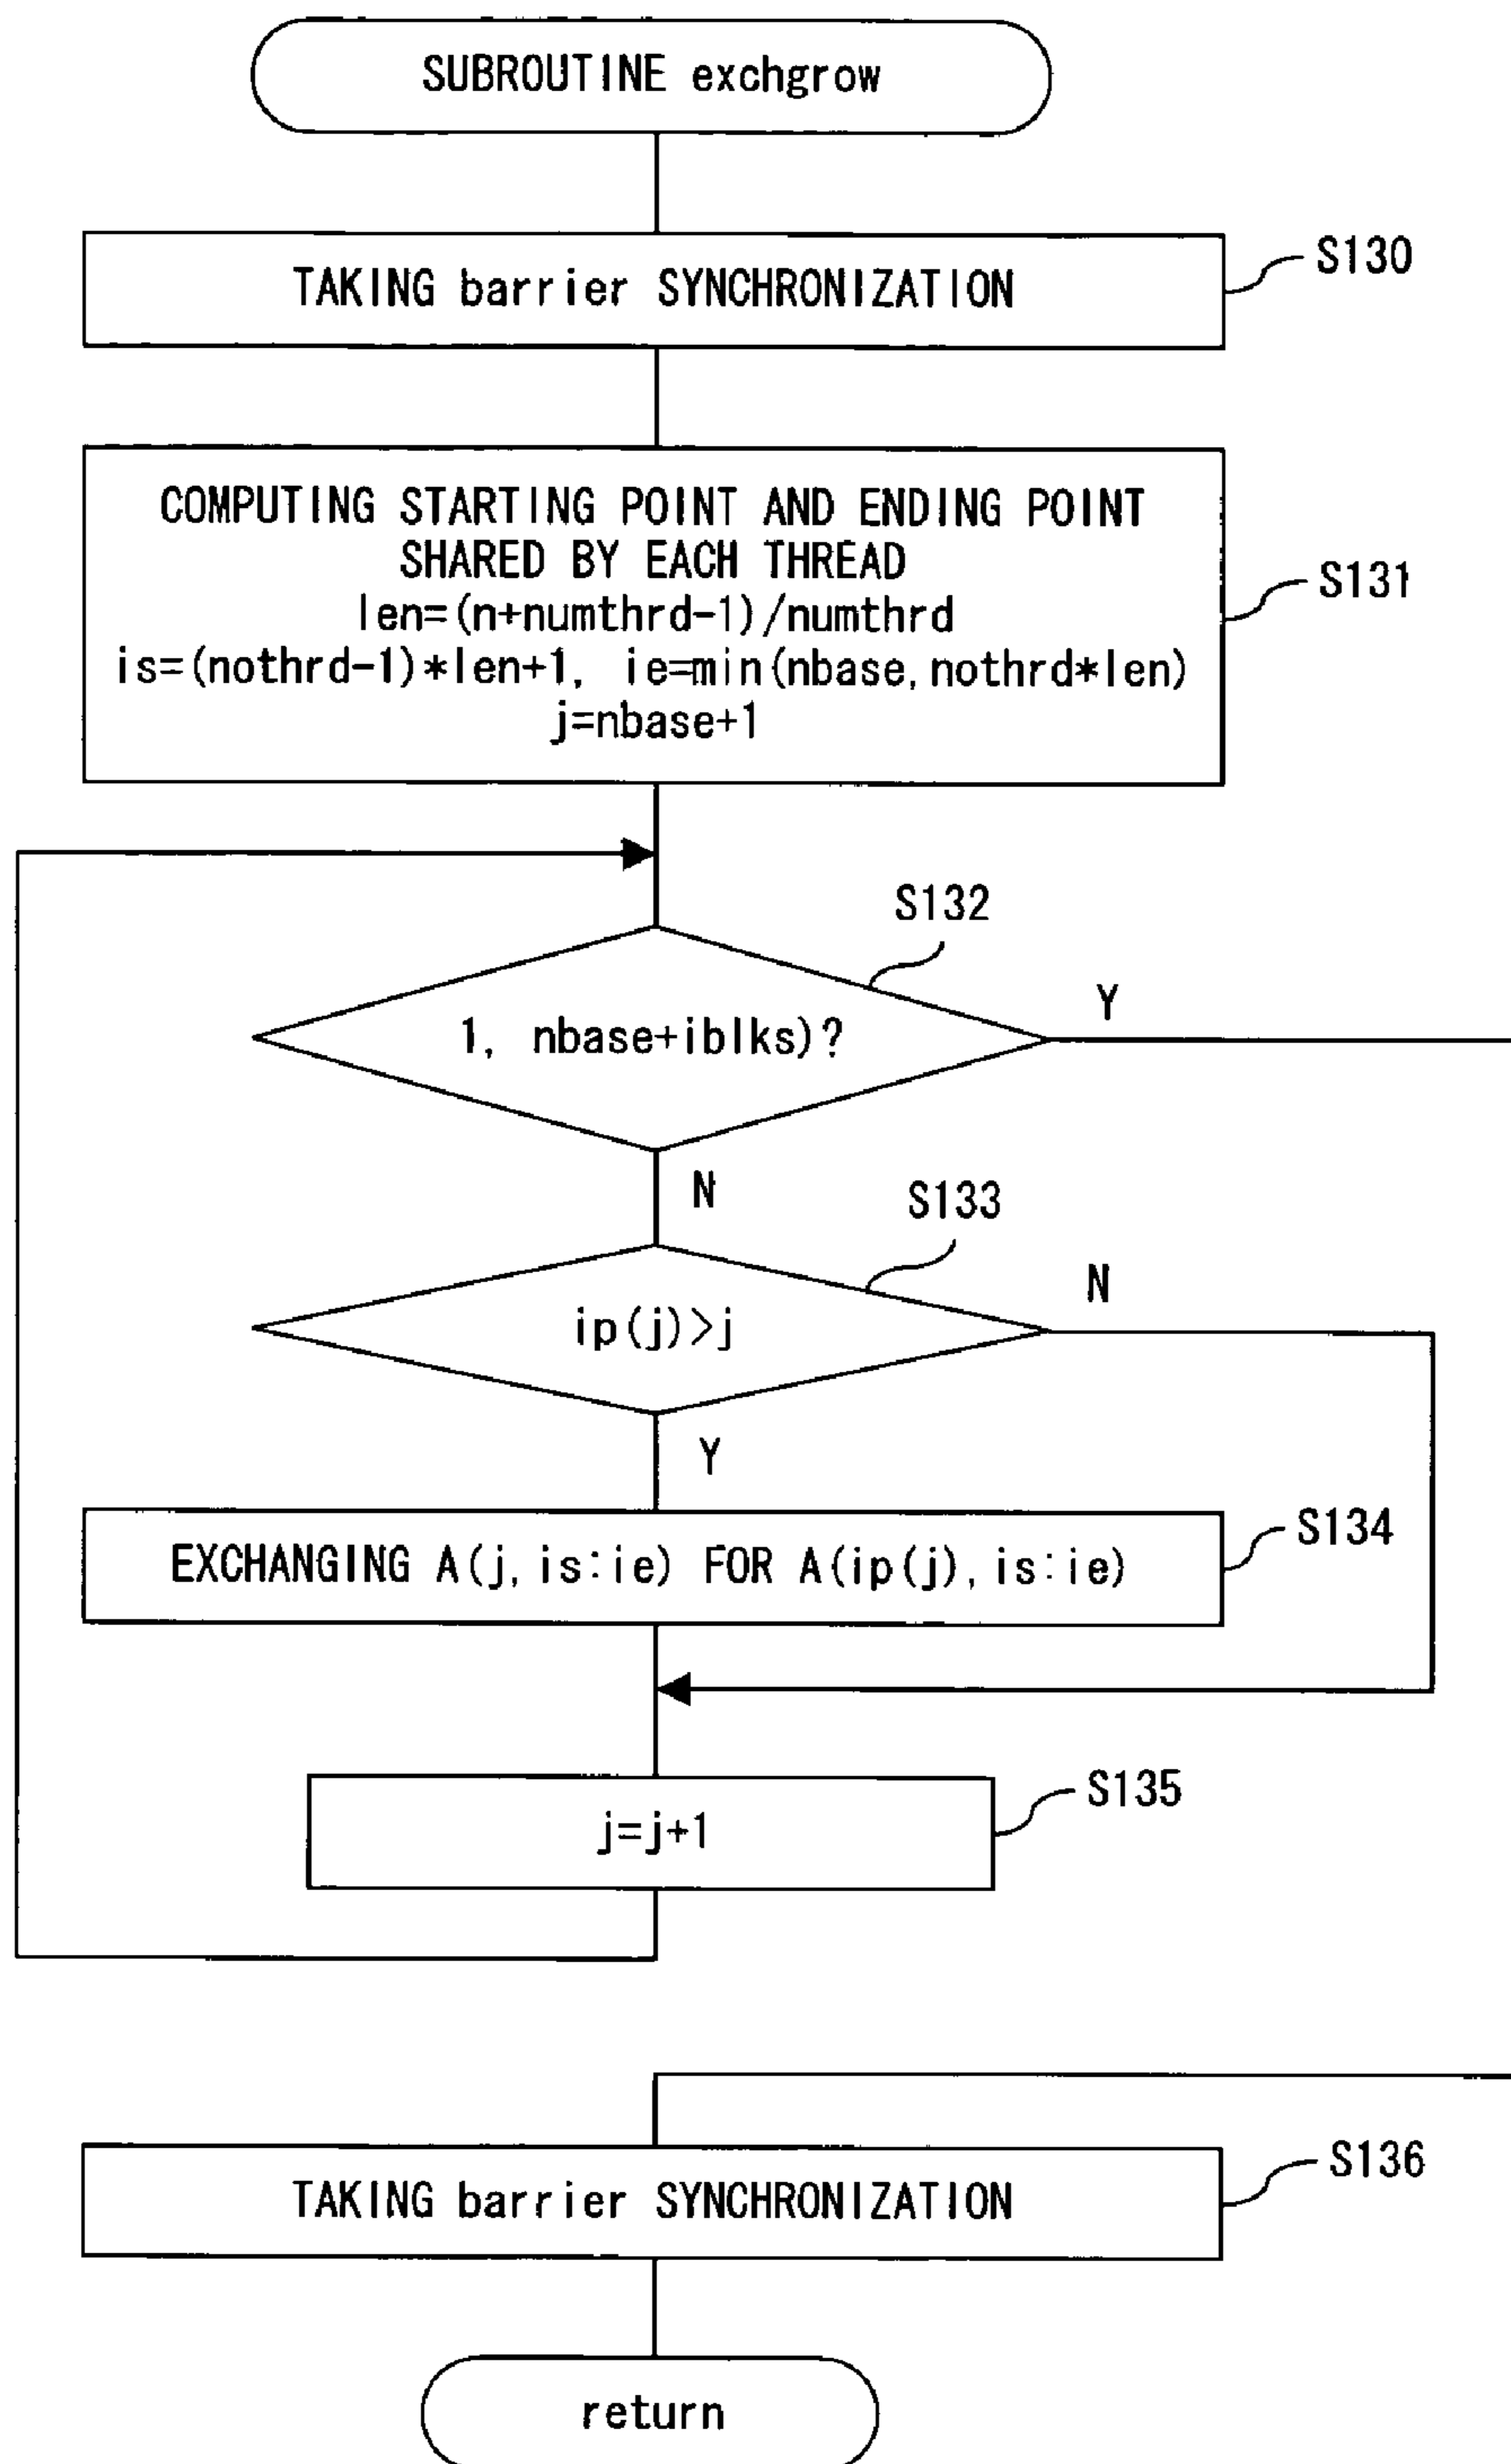 SUBROUTINE exchgrow
TAKING barrier SYNCHRONIZATION
S130
COMPUTING STARTING POINT AND ENDING POINT
SHARED BY EACH THREAD
len=(n+numthrd-1)/numthrd
is=(nothrd-1)*len+1, ie=min(nbase,nothrd*len)
j=nbase+1
S131
S132
1, nbase+iblks)?
Y
N
S133
ip(j)>j
N
Y
EXCHANGING A(j,is:ie) FOR A(ip(j),is:ie)
S134
j=j+1
S135
TAKING barrier SYNCHRONIZATION
S136
return